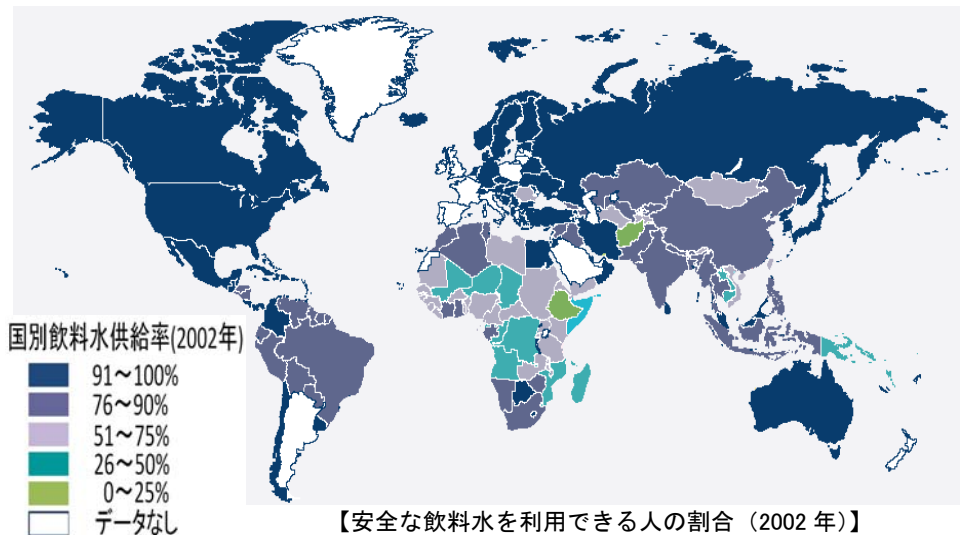 国別飲料水供給率(2002年)
91～100%
76～90%
51～75%
26～50%
0～25%
データなし
【安全な飲料水を利用できる人の割合（2002 年）】